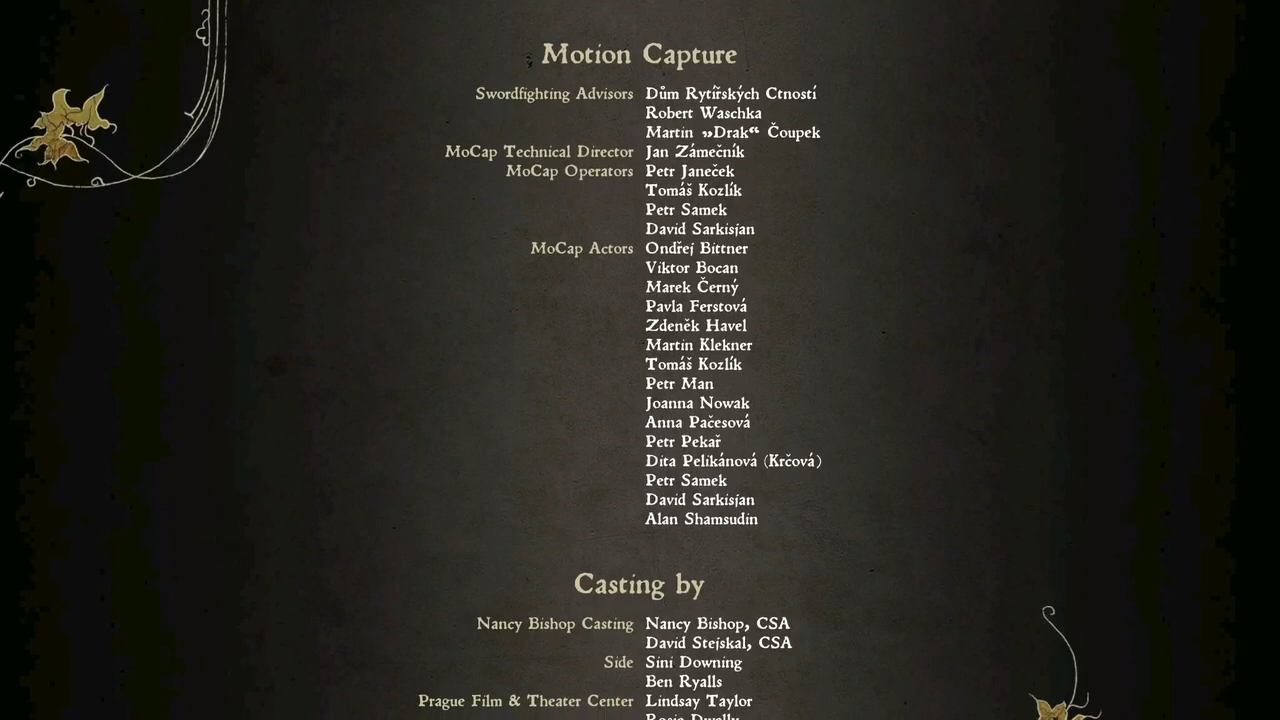 Motion Capture
Swordfighting Advisors Dům Rytířských Ctností
Robert Waschka
Martin »Drak“ Čoupek
MoCap Technical Director Jan Zámečník
MoCap Operators Petr Janeček
Tomáš Kozlík
Petr Samek
David Sarkisjan
MoCap Actors Ondřej Bittner
Viktor Bocan
Marek Černý
Pavla Ferstová
Zdeněk Havel
Martin Klekner
Tomáš Kozlík
Petr Man
Joanna Nowak
Anna Pačesová
Petr Pekař
Dita Pelikánová (Krčová)
Petr Samek
David Sarkisjan
Alan Shamsudin
Casting by
Nancy Bishop Casting Nancy Bishop, CSA
David Stejskal, CSA
Side Sini Downing
Ben Ryalls
Prague Film & Theater Center Lindsay Taylor